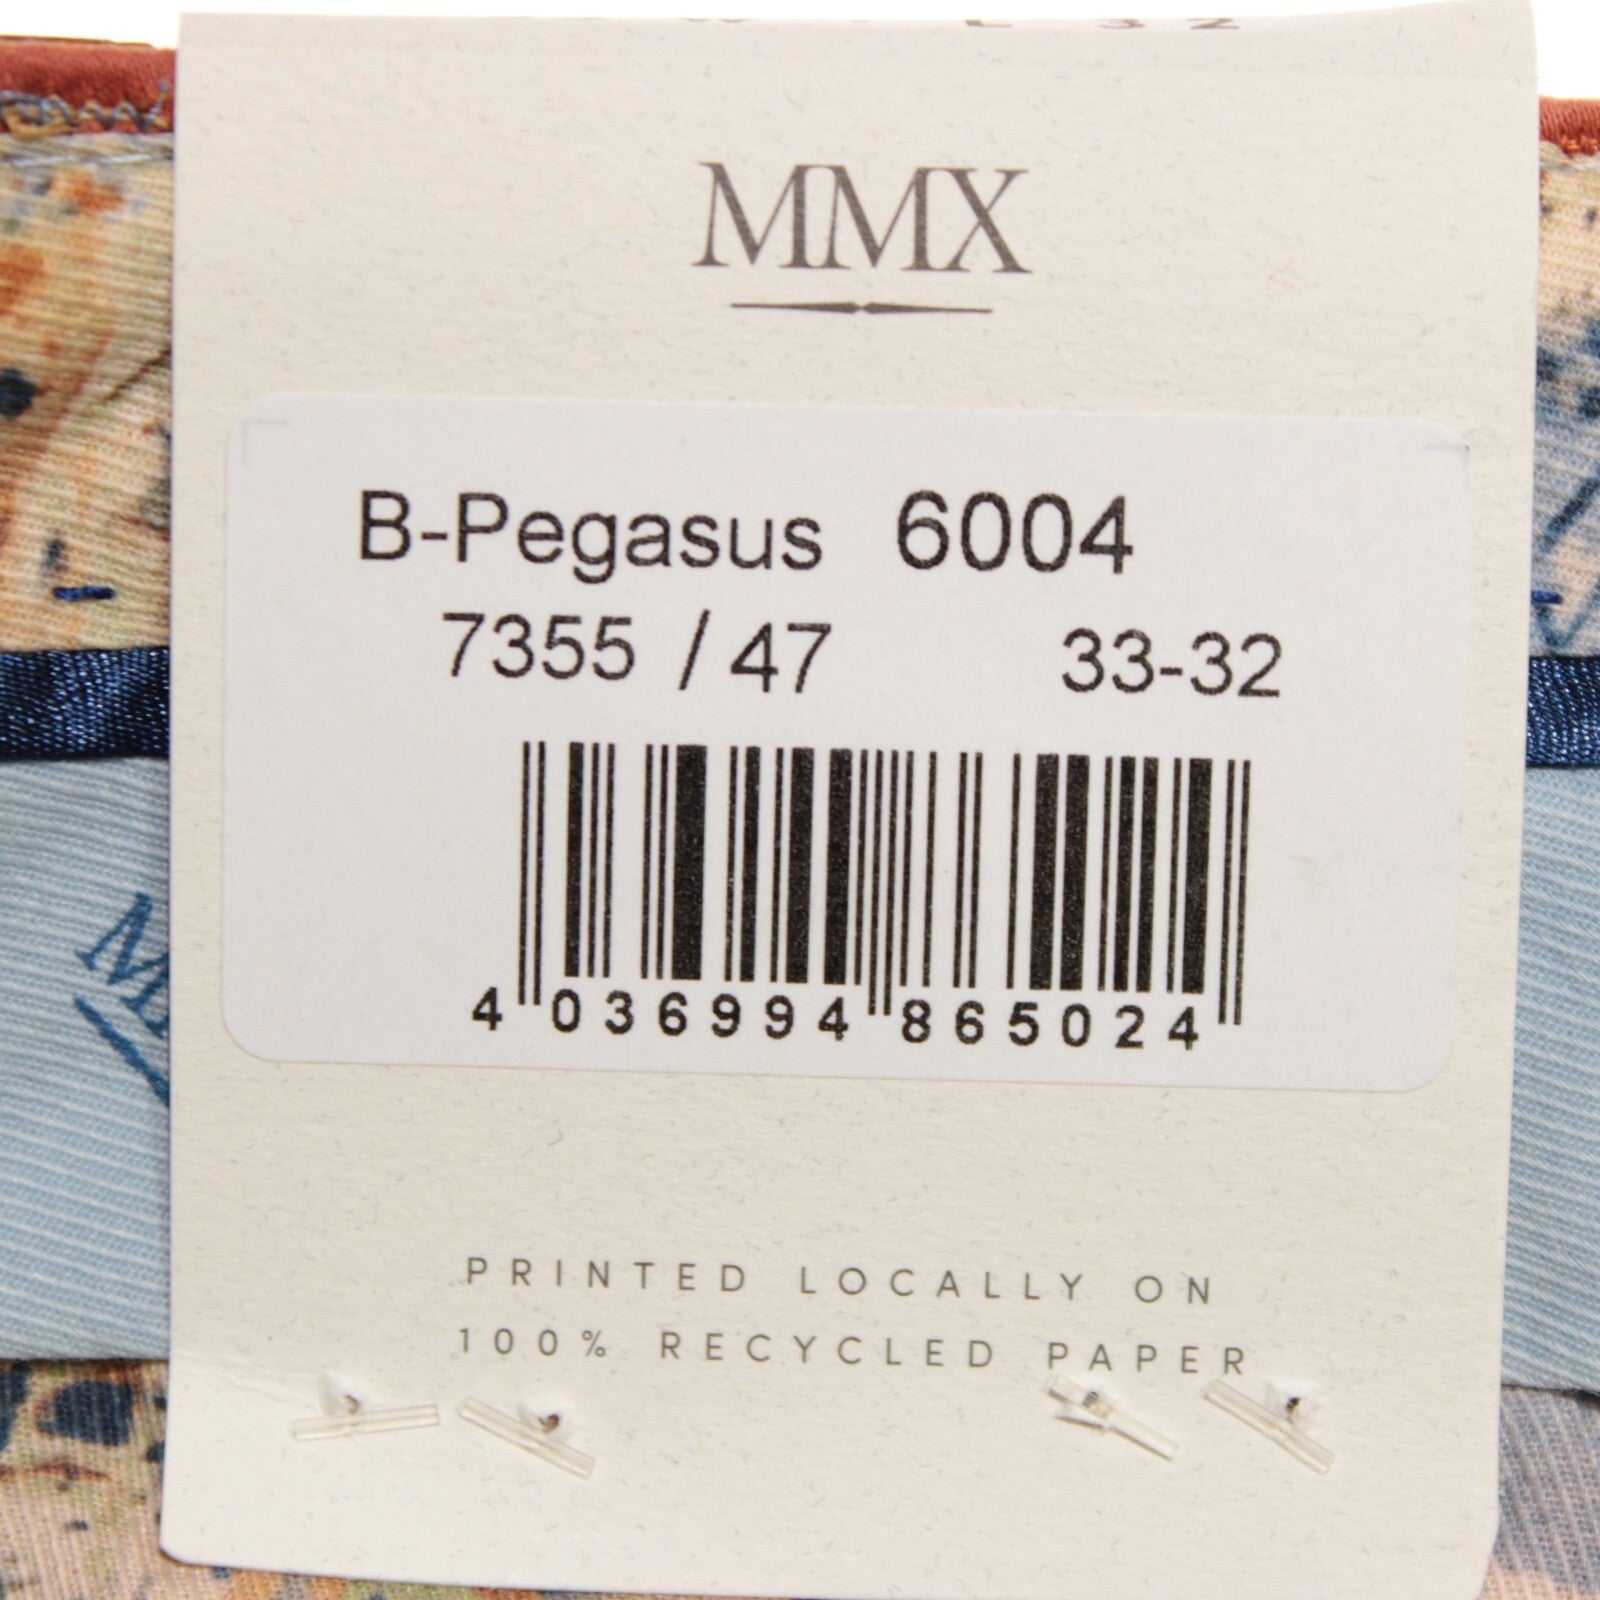 MMX
B-Pegasus 6004
7355 / 47 33-32
4 036994 865024
PRINTED LOCALLY ON
100% RECYCLED PAPER